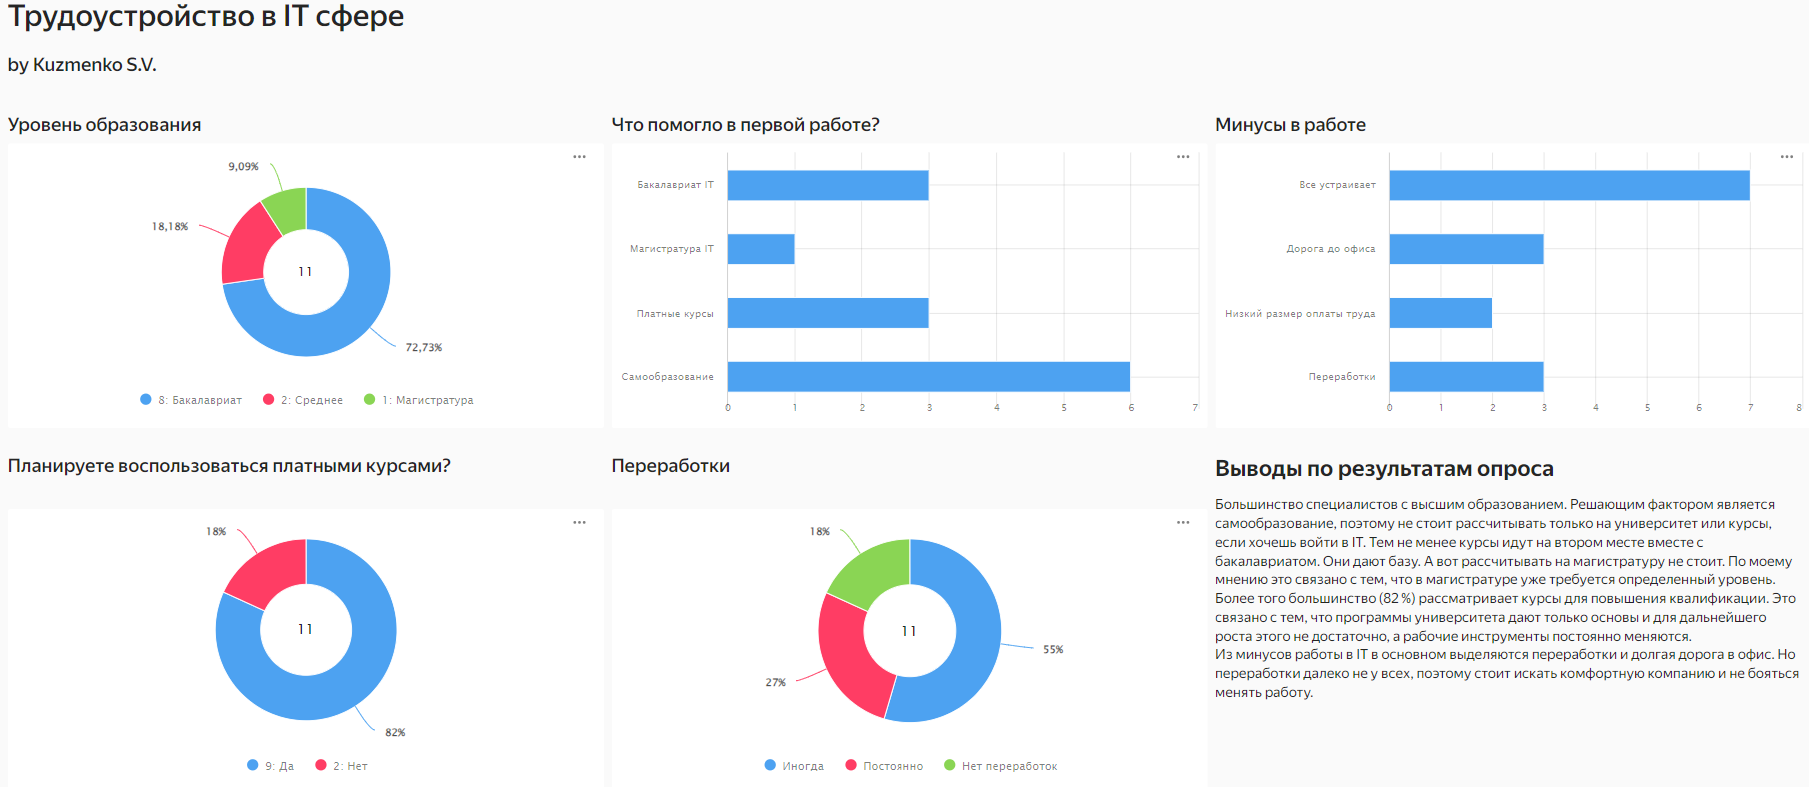 Трудоустройство в IT сфере
by Kuzmenko S.V.
Уровень образования
9,09%
18,18%
11
72,73%
8: Бакалавриат
2: Среднее
1: Магистратура
Что помогло в первой работе?
Бакалавриат IT
Магистратура IT
Платные курсы
Самообразование
0 1 2 3 4 5 6 7
Минусы в работе
Все устраивает
Дорога до офиса
Низкий размер оплаты труда
Переработки
0 1 2 3 4 5 6 7 8
Планируете воспользоваться платными курсами?
18%
11
82%
9: Да
2: Нет
Переработки
18%
11
55%
27%
Иногда
Постоянно
Нет переработок
Выводы по результатам опроса
Большинство специалистов с высшим образованием. Решающим фактором является
самообразование, поэтому не стоит рассчитывать только на университет или курсы,
если хочешь войти в IT. Тем не менее курсы идут на втором месте вместе с
бакалавриатом. Они дают базу. А вот рассчитывать на магистратуру не стоит. По моему
мнению это связано с тем, что в магистратуре уже требуется определенный уровень.
Более того большинство (82 %) рассматривает курсы для повышения квалификации. Это
связано с тем, что программы университета дают только основы и для дальнейшего
роста этого не достаточно, а рабочие инструменты постоянно меняются.
Из минусов работы в IT в основном выделяются переработки и долгая дорога в офис. Но
переработки далеко не у всех, поэтому стоит искать комфортную компанию и не бояться
менять работу.